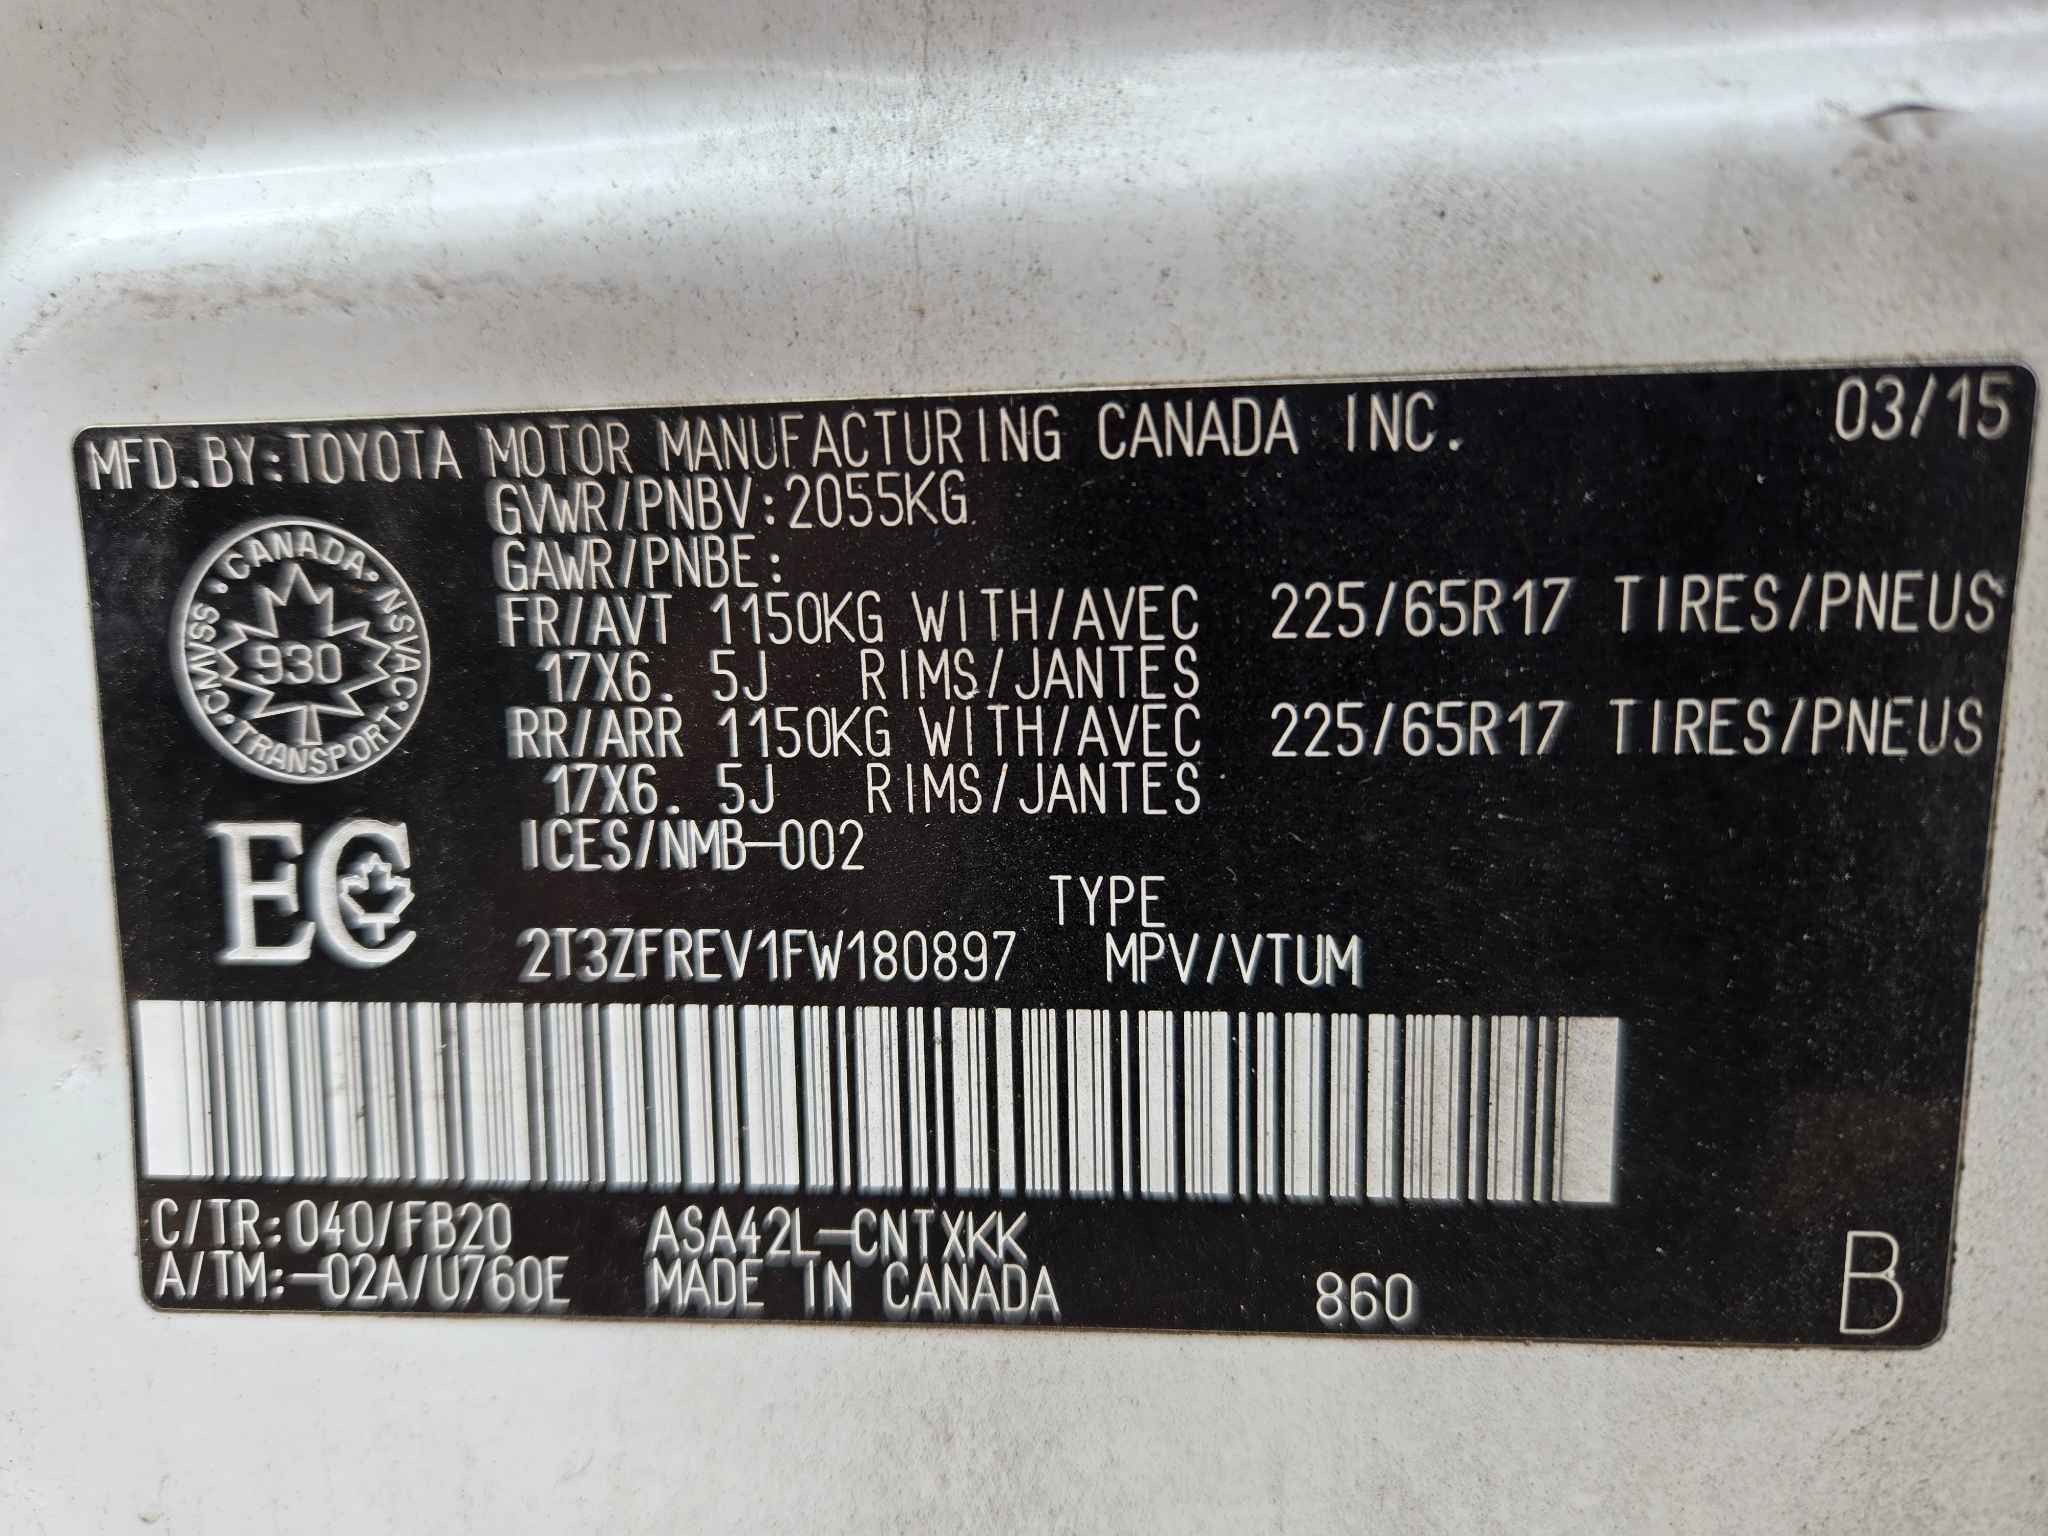 MFD.BY:TOYOTA MOTOR MANUFACTURING CANADA INC. 03/15
GVWR/PNBV:2055KG
GAWR/PNBE:
FR/AVT 1150KG WITH/AVEC 225/65R17 TIRES/PNEUS
17X6. 5J RIMS/JANTES
RR/ARR 1150KG WITH/AVEC 225/65R17 TIRES/PNEUS
17X6. 5J RIMS/JANTES
ICES/NMB-002
CANADA · NSVAC · TRANSPORT · CMVSS ·
930
EC
TYPE
2T3ZFREV1FW180897 MPV/VTUM
C/TR:040/FB20 ASA42L-CNTXKK
A/TM:-02A/U760E MADE IN CANADA 860 B